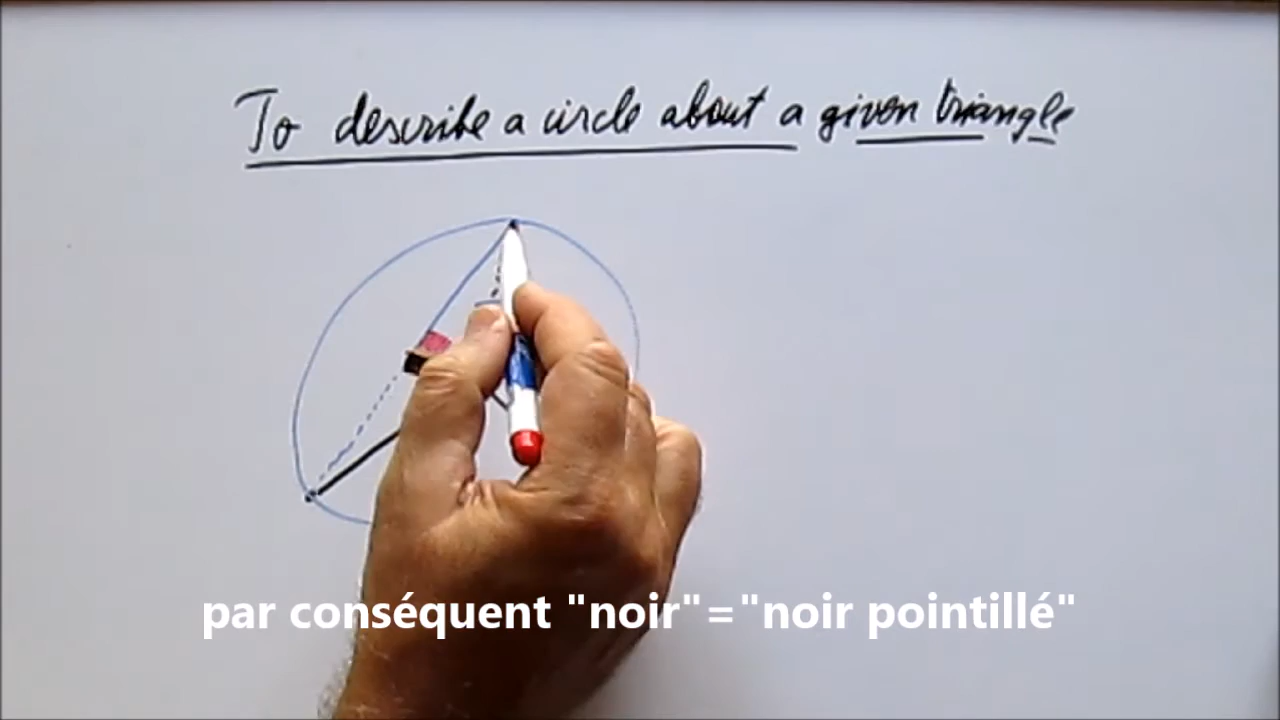 To describe a circle about a given triangle
par conséquent "noir"="noir pointillé"